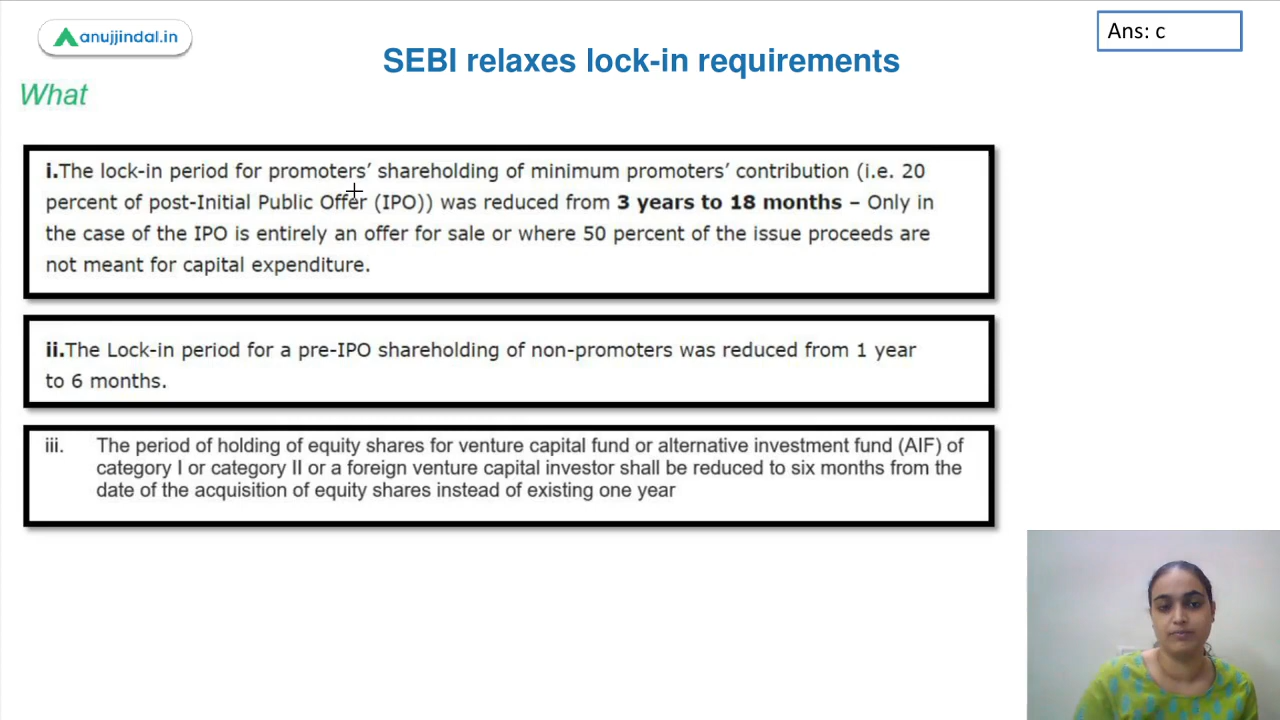 anujjindal.in
Ans: c
SEBI relaxes lock-in requirements
What
i.The lock-in period for promoters’ shareholding of minimum promoters’ contribution (i.e. 20
percent of post-Initial Public Offer (IPO)) was reduced from 3 years to 18 months – Only in
the case of the IPO is entirely an offer for sale or where 50 percent of the issue proceeds are
not meant for capital expenditure.
ii.The Lock-in period for a pre-IPO shareholding of non-promoters was reduced from 1 year
to 6 months.
iii. The period of holding of equity shares for venture capital fund or alternative investment fund (AIF) of
category I or category II or a foreign venture capital investor shall be reduced to six months from the
date of the acquisition of equity shares instead of existing one year